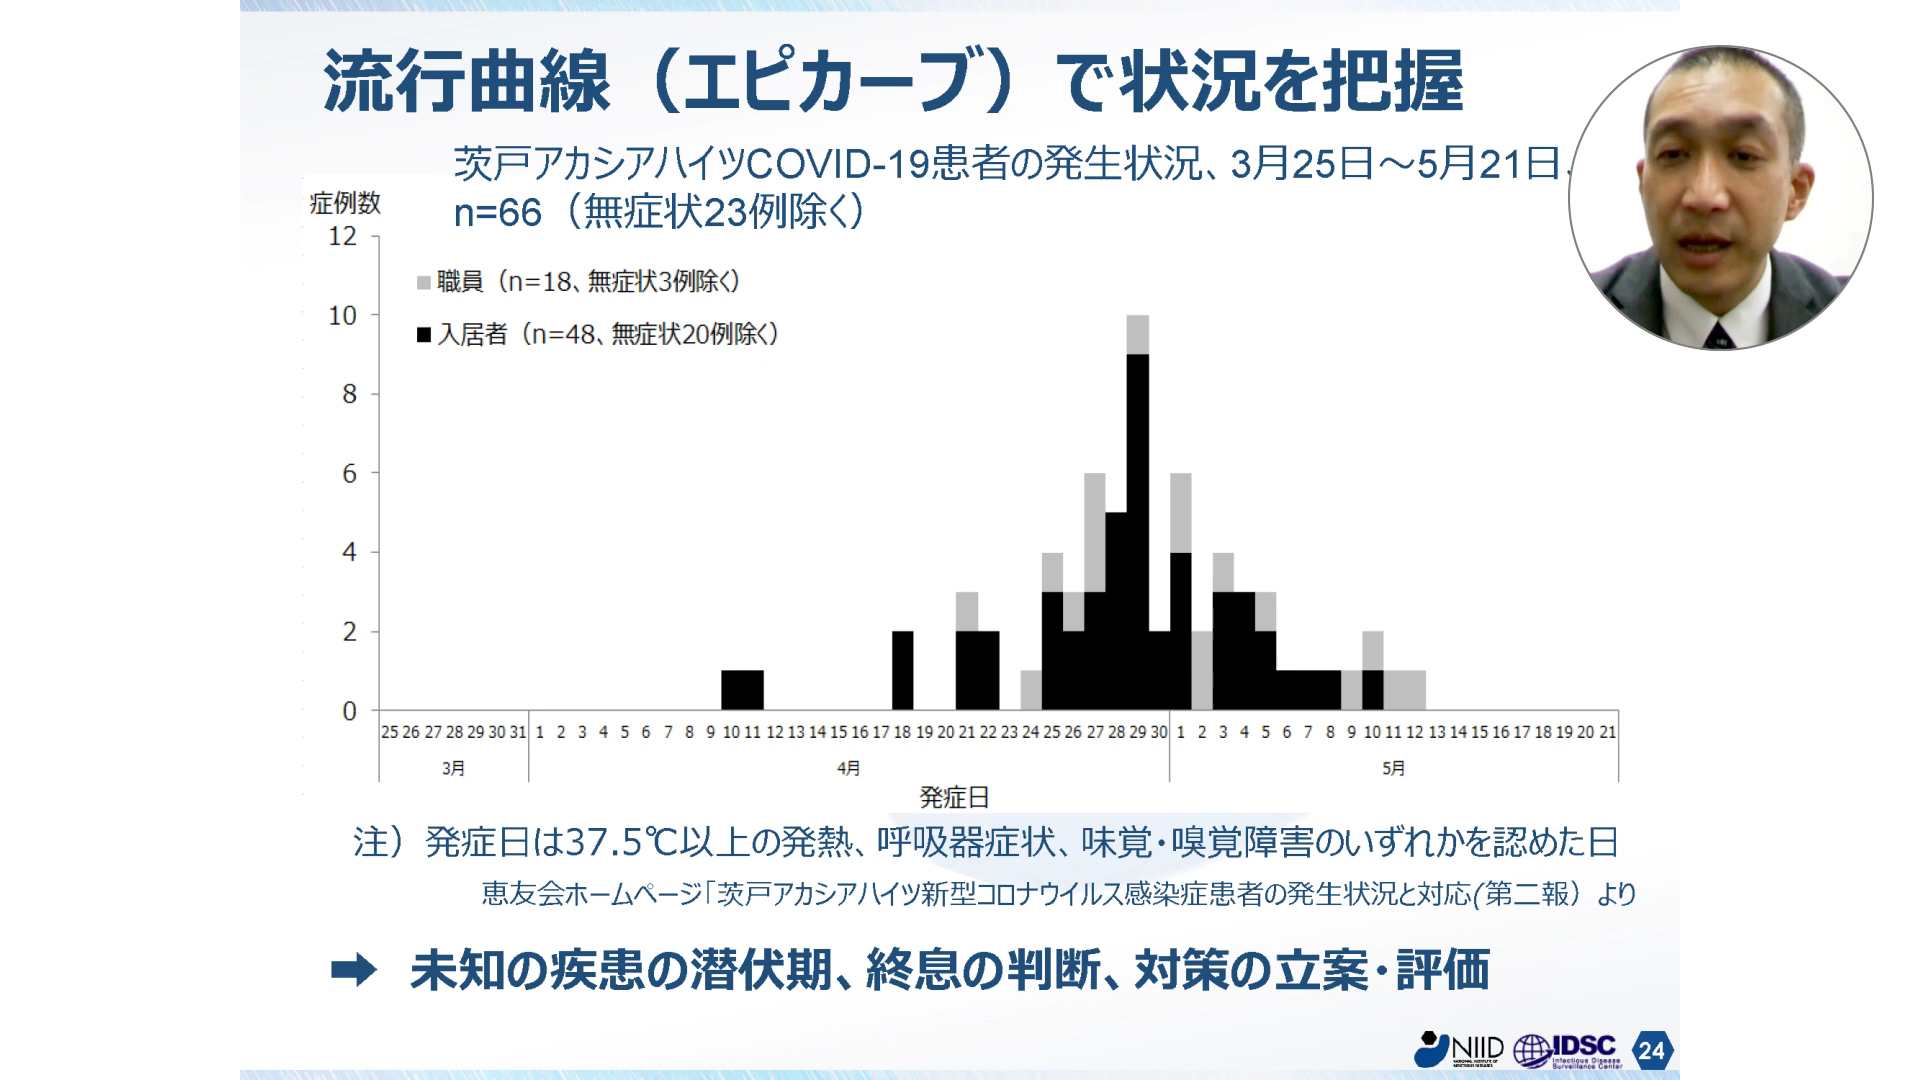 流行曲線（エピカーブ）で状況を把握
茨戸アカシアハイツCOVID-19患者の発生状況、3月25日～5月21日、
n=66（無症状23例除く）
症例数
12
10
8
6
4
2
0
職員（n=18、無症状3例除く）
入居者（n=48、無症状20例除く）
25 26 27 28 29 30 31 1 2 3 4 5 6 7 8 9 10 11 12 13 14 15 16 17 18 19 20 21 22 23 24 25 26 27 28 29 30 1 2 3 4 5 6 7 8 9 10 11 12 13 14 15 16 17 18 19 20 21
3月 4月 5月
発症日
注）発症日は37.5℃以上の発熱、呼吸器症状、味覚・嗅覚障害のいずれかを認めた日
恵友会ホームページ「茨戸アカシアハイツ新型コロナウイルス感染症患者の発生状況と対応(第二報）より
➡ 未知の疾患の潜伏期、終息の判断、対策の立案・評価
NIID
NATIONAL INSTITUTE OF
INFECTIOUS DISEASES
IDSC
Infectious Disease
Surveillance Center
24